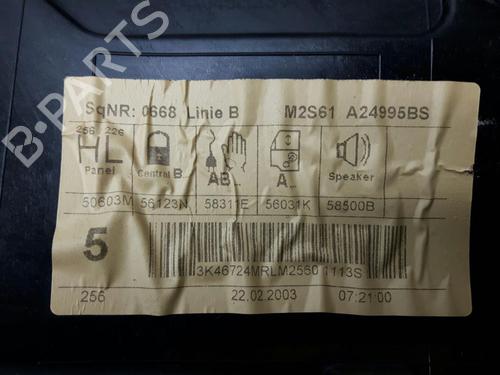 B-PARTS
SqNR: 0668 Linie B M2S61 A24995BS
256 226
HL
Panel Central B... AB... A... Speaker
50603M 56123N 58311E 56031K 58500B
5
3K46724MRLM2560 1113S
256 22.02.2003 07:21:00